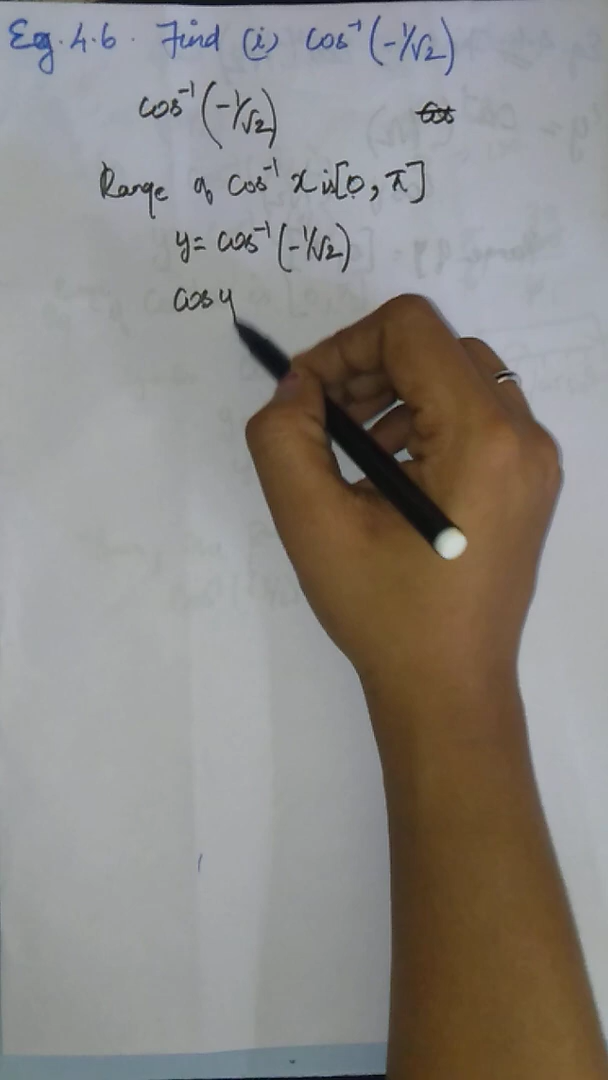 Eg. 4.6. Find (i) cos⁻¹(-1/√2)
cos⁻¹(-1/√2)
Range of cos⁻¹ x is [0, π]
y = cos⁻¹(-1/√2)
cos y